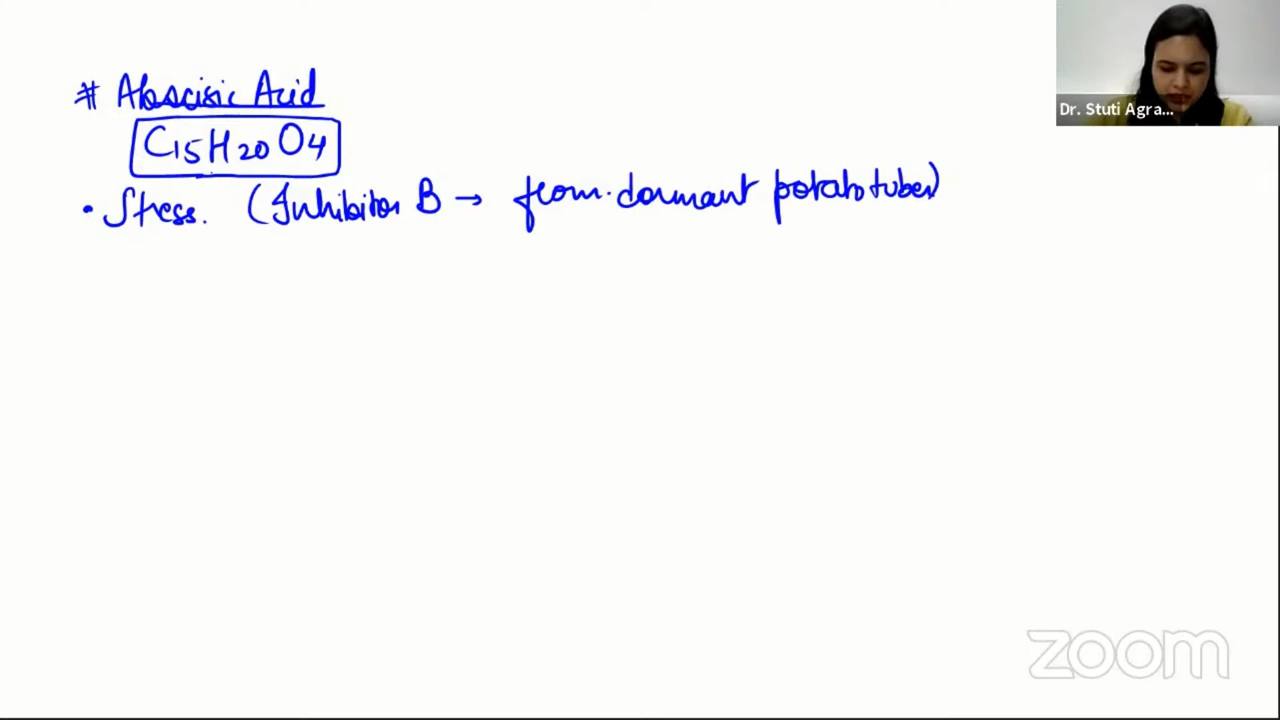 # Abscisic Acid
C15H20O4
• Stress. (Inhibitor B → from dormant potato tuber)
Dr. Stuti Agra...
zoom